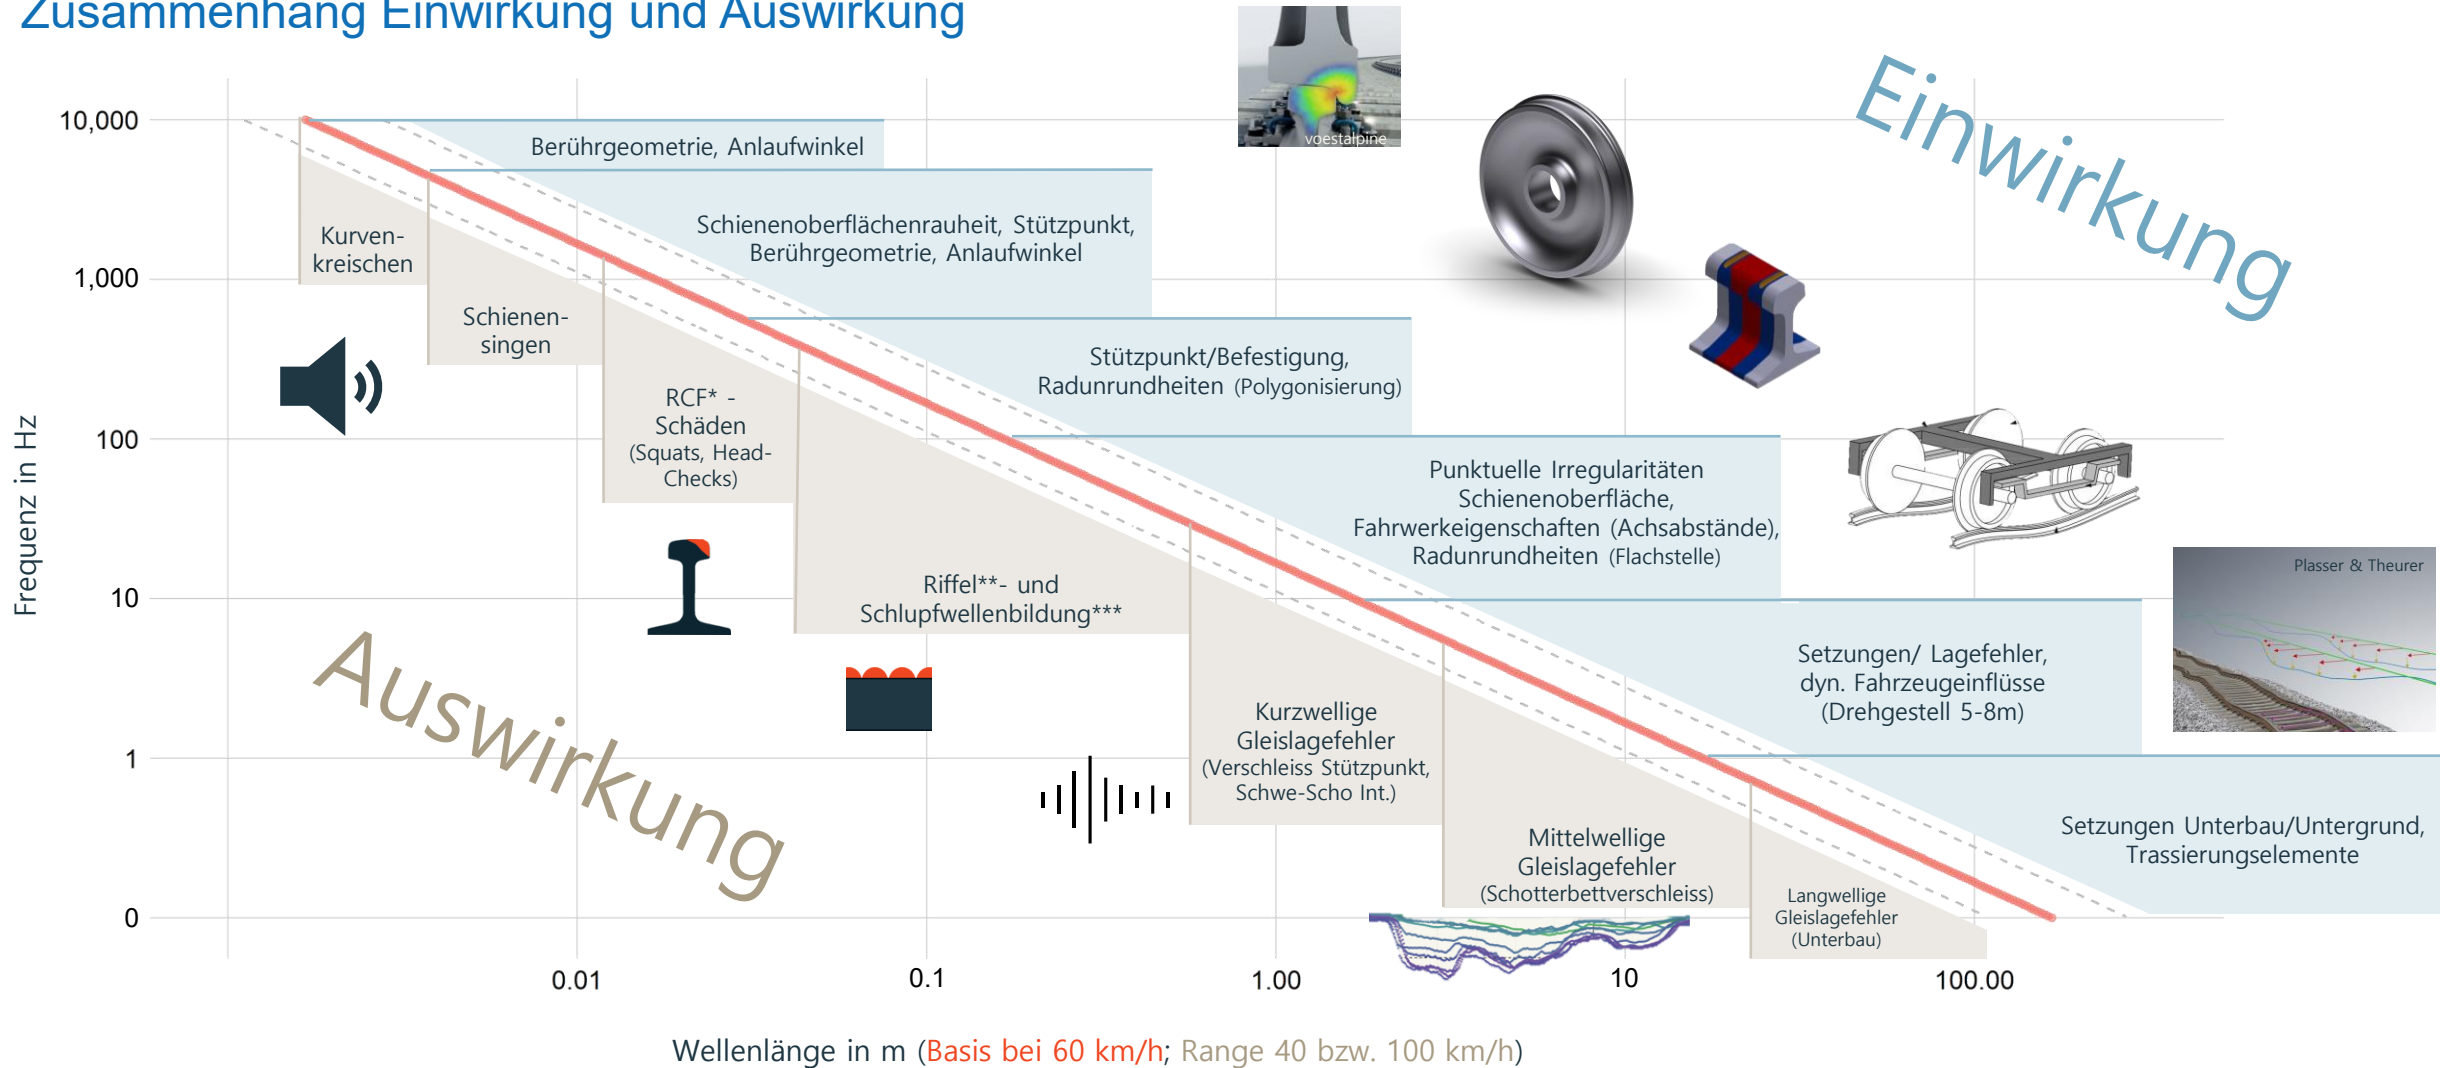 Zusammenhang Einwirkung und Auswirkung
voestalpine
Einwirkung
10,000
1,000
100
10
1
0
Frequenz in Hz
Berührgeometrie, Anlaufwinkel
Schienenoberflächenrauheit, Stützpunkt,
Berührgeometrie, Anlaufwinkel
Stützpunkt/Befestigung,
Radunrundheiten (Polygonisierung)
Punktuelle Irregularitäten
Schienenoberfläche,
Fahrwerkeigenschaften (Achsabstände),
Radunrundheiten (Flachstelle)
Plasser & Theurer
Setzungen/ Lagefehler,
dyn. Fahrzeugeinflüsse
(Drehgestell 5-8m)
Setzungen Unterbau/Untergrund,
Trassierungselemente
Kurven-
kreischen
Schienen-
singen
RCF* -
Schäden
(Squats, Head-
Checks)
Riffel**- und
Schlupfwellenbildung***
Kurzwellige
Gleislagefehler
(Verschleiss Stützpunkt,
Schwe-Scho Int.)
Mittelwellige
Gleislagefehler
(Schotterbettverschleiss)
Langwellige
Gleislagefehler
(Unterbau)
Auswirkung
0.01
0.1
1.00
10
100.00
Wellenlänge in m (Basis bei 60 km/h; Range 40 bzw. 100 km/h)